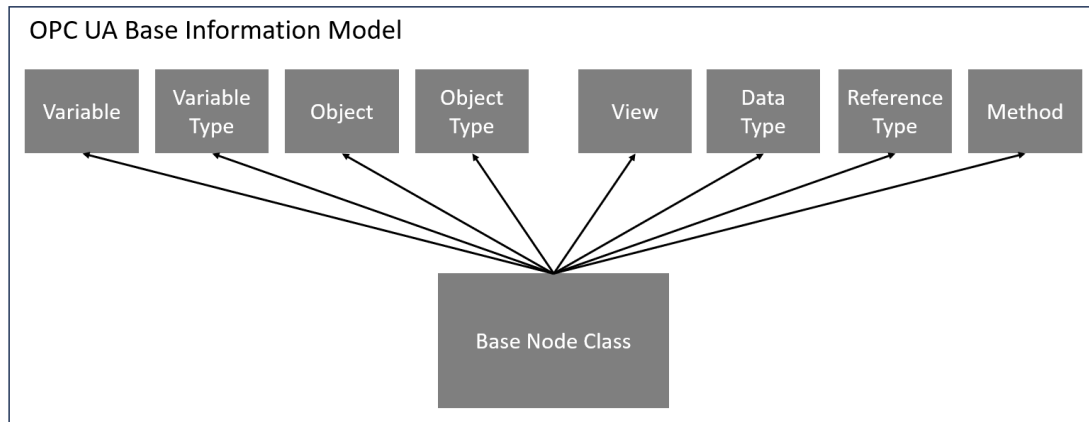 OPC UA Base Information Model
Variable
Variable
Type
Object
Object
Type
View
Data
Type
Reference
Type
Method
Base Node Class